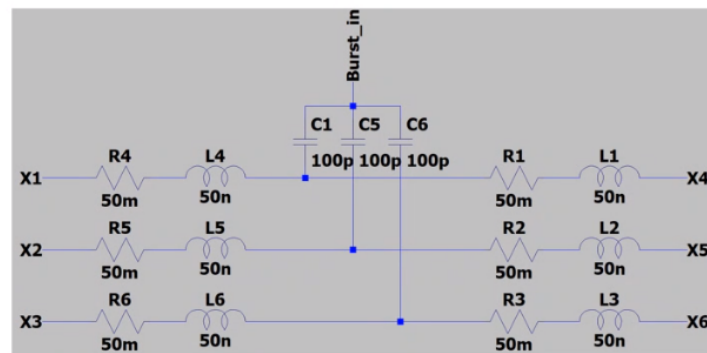 Burst_in
C1 C5 C6
100p 100p 100p
R4 L4 R1 L1
X1 X4
50m 50n 50m 50n
R5 L5 R2 L2
X2 X5
50m 50n 50m 50n
R6 L6 R3 L3
X3 X6
50m 50n 50m 50n